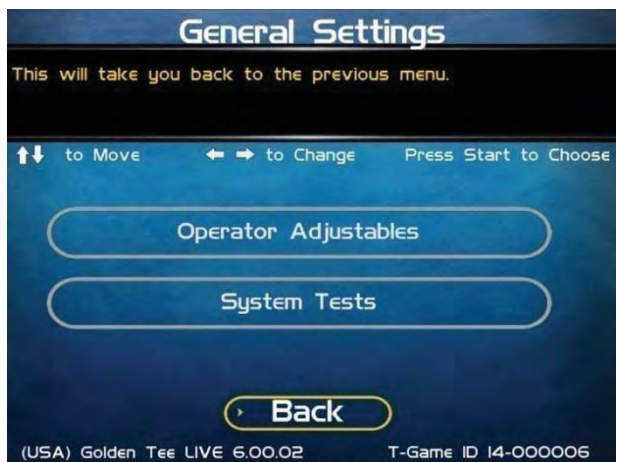 General Settings
This will take you back to the previous menu.
to Move to Change Press Start to Choose
Operator Adjustables
System Tests
Back
(USA) Golden Tee LIVE 6.00.02 T-Game ID 14-000006